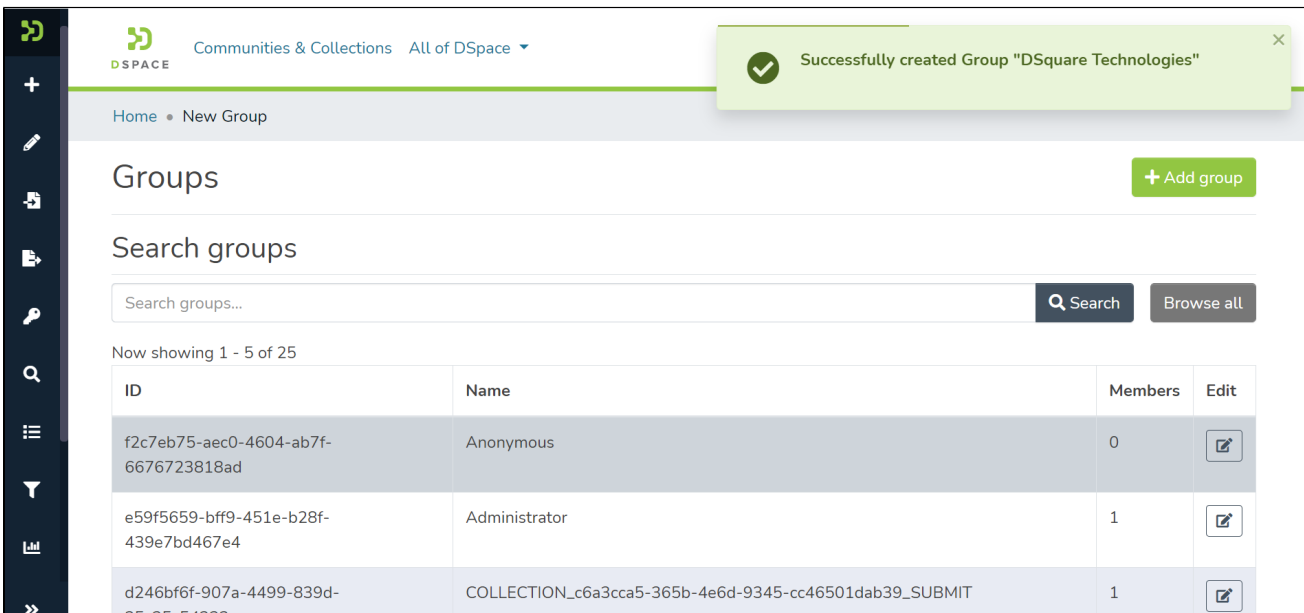 DSPACE
Communities & Collections All of DSpace
Successfully created Group "DSquare Technologies"
Home • New Group
Groups
Add group
Search groups
Search groups...
Search
Browse all
Now showing 1 - 5 of 25
ID Name Members Edit
f2c7eb75-aec0-4604-ab7f- Anonymous 0
6676723818ad
e59f5659-bff9-451e-b28f- Administrator 1
439e7bd467e4
d246bf6f-907a-4499-839d- COLLECTION_c6a3cca5-365b-4e6d-9345-cc46501dab39_SUBMIT 1